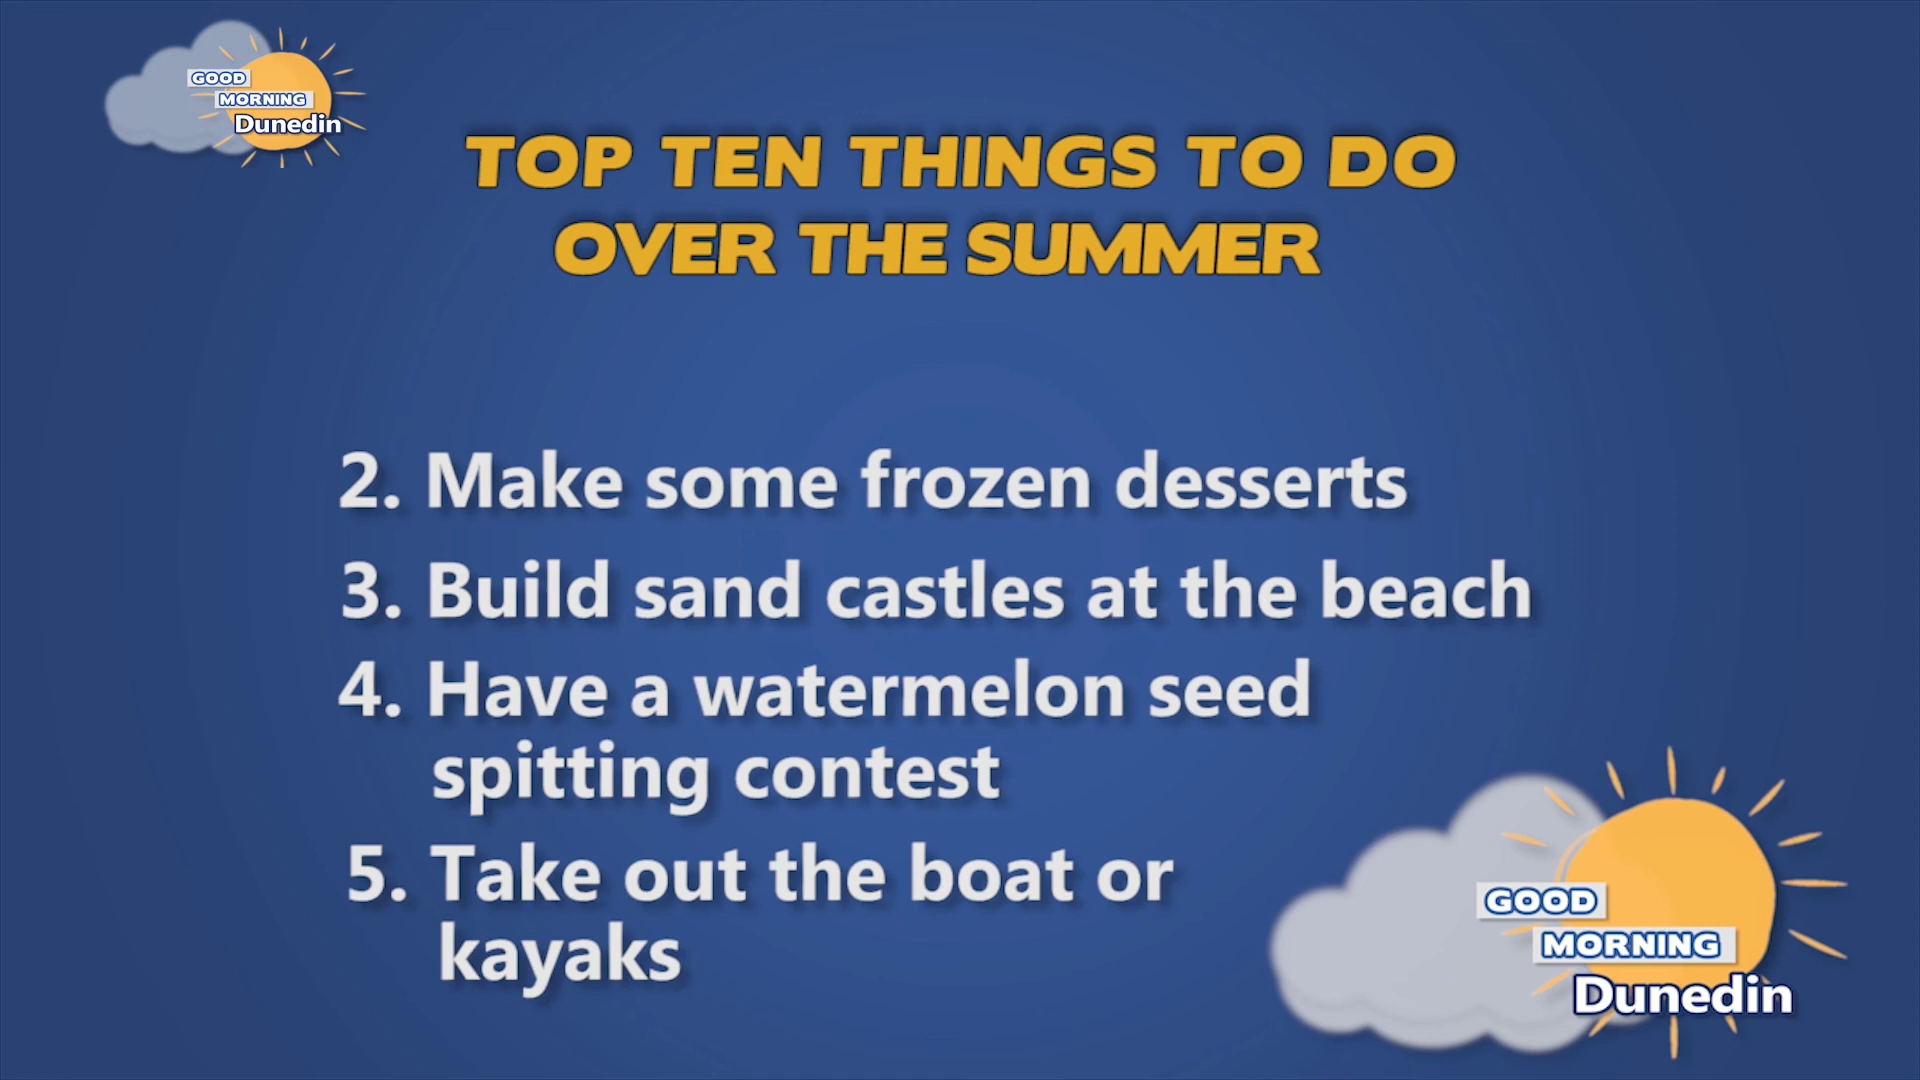 GOOD
MORNING
Dunedin
TOP TEN THINGS TO DO
OVER THE SUMMER
2. Make some frozen desserts
3. Build sand castles at the beach
4. Have a watermelon seed
spitting contest
5. Take out the boat or
kayaks
GOOD
MORNING
Dunedin